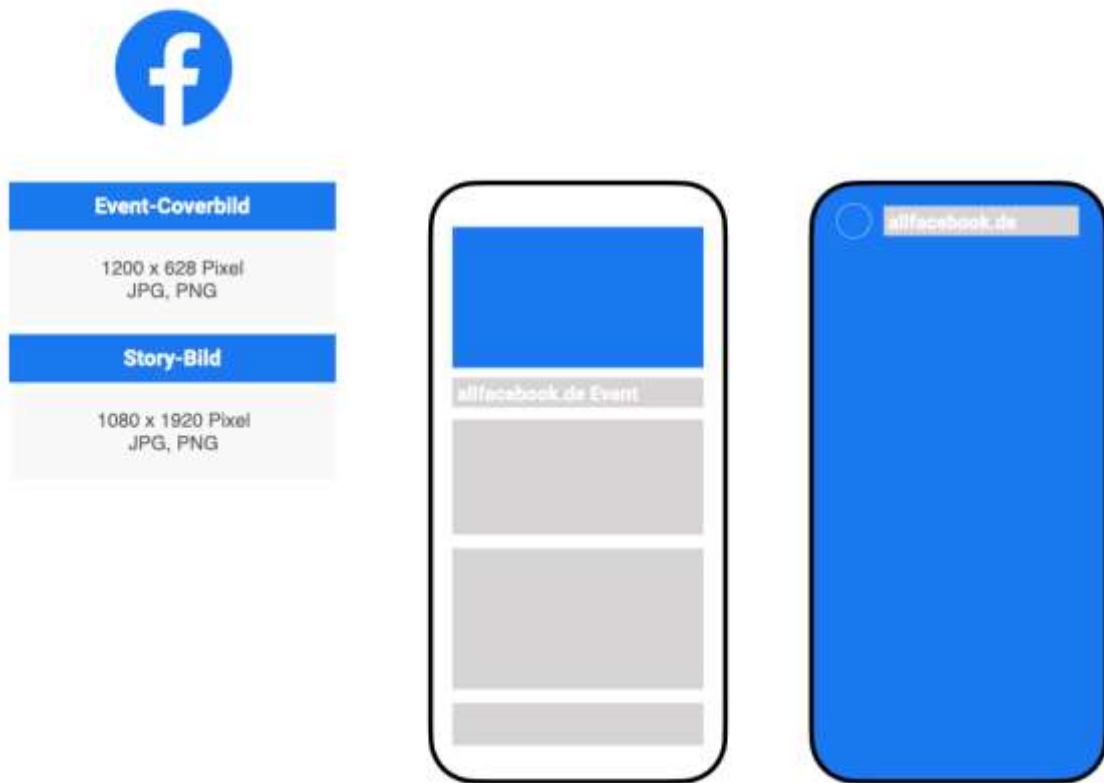 Event-Coverbild
1200 x 628 Pixel
JPG, PNG
Story-Bild
1080 x 1920 Pixel
JPG, PNG
allfacebook.de Event
allfacebook.de